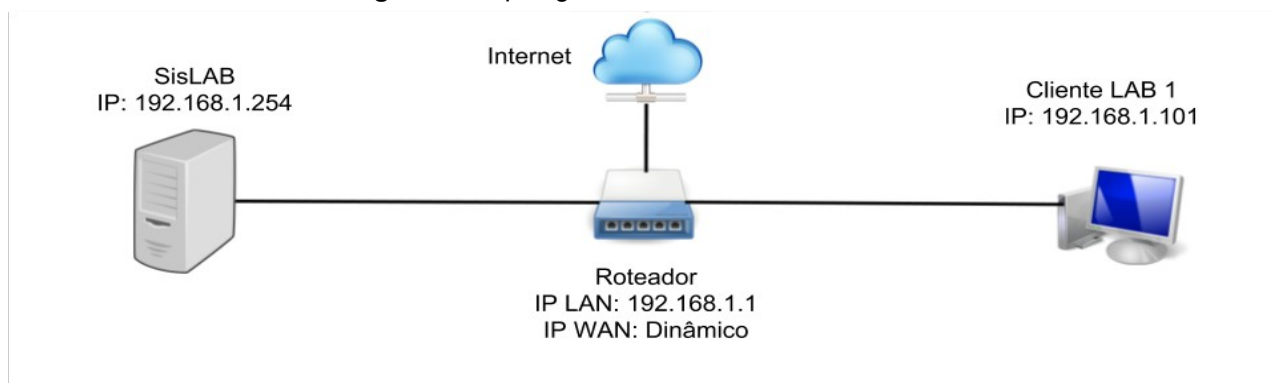 Internet
SisLAB
IP: 192.168.1.254
Cliente LAB 1
IP: 192.168.1.101
Roteador
IP LAN: 192.168.1.1
IP WAN: Dinâmico